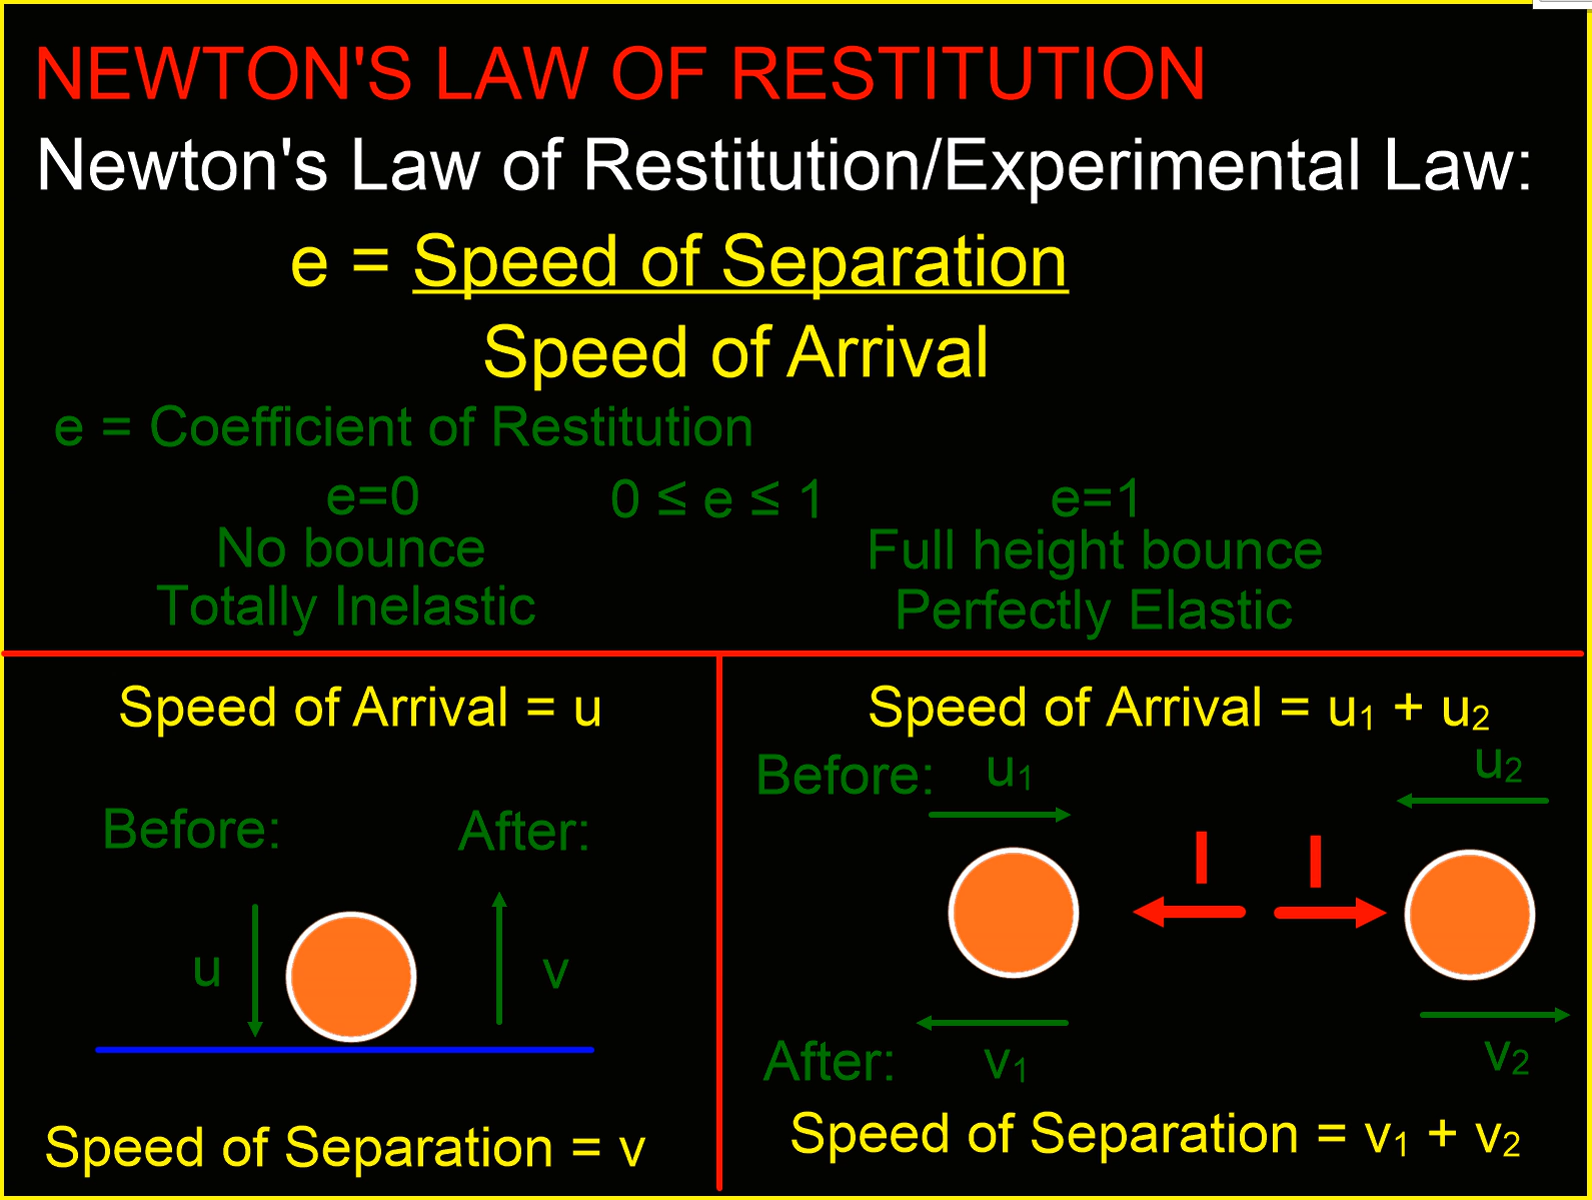 NEWTON'S LAW OF RESTITUTION
Newton's Law of Restitution/Experimental Law:
e = Speed of Separation
Speed of Arrival
e = Coefficient of Restitution
e=0 0 ≤ e ≤ 1 e=1
No bounce Full height bounce
Totally Inelastic Perfectly Elastic
Speed of Arrival = u
Before: After:
u v
Speed of Separation = v
Speed of Arrival = u₁ + u₂
Before: u₁ u₂
I I
After: v₁ v₂
Speed of Separation = v₁ + v₂